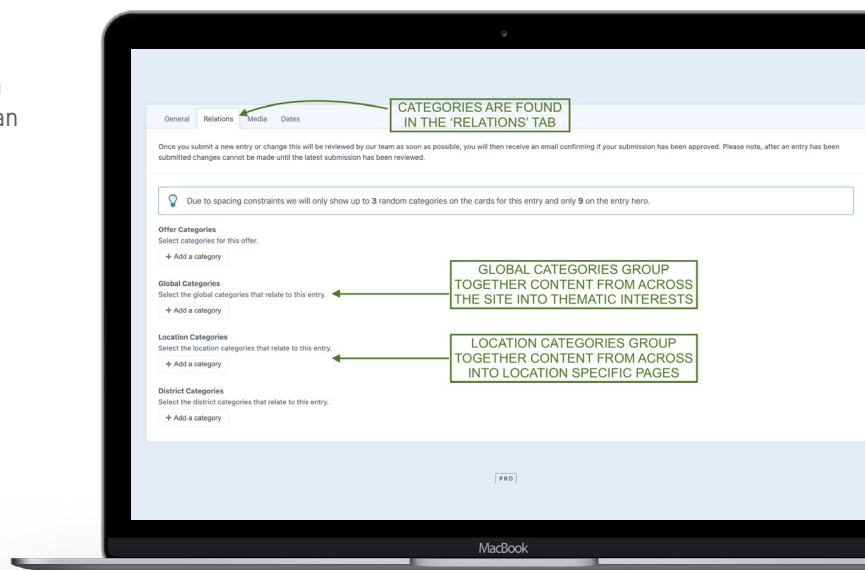 an
CATEGORIES ARE FOUND
IN THE 'RELATIONS' TAB
General Relations Media Dates
Once you submit a new entry or change this will be reviewed by our team as soon as possible, you will then receive an email confirming if your submission has been approved. Please note, after an entry has been
submitted changes cannot be made until the latest submission has been reviewed.
Due to spacing constraints we will only show up to 3 random categories on the cards for this entry and only 9 on the entry hero.
Offer Categories
Select categories for this offer.
+ Add a category
Global Categories
Select the global categories that relate to this entry.
+ Add a category
GLOBAL CATEGORIES GROUP
TOGETHER CONTENT FROM ACROSS
THE SITE INTO THEMATIC INTERESTS
Location Categories
Select the location categories that relate to this entry.
+ Add a category
LOCATION CATEGORIES GROUP
TOGETHER CONTENT FROM ACROSS
INTO LOCATION SPECIFIC PAGES
District Categories
Select the district categories that relate to this entry.
+ Add a category
PRO
MacBook